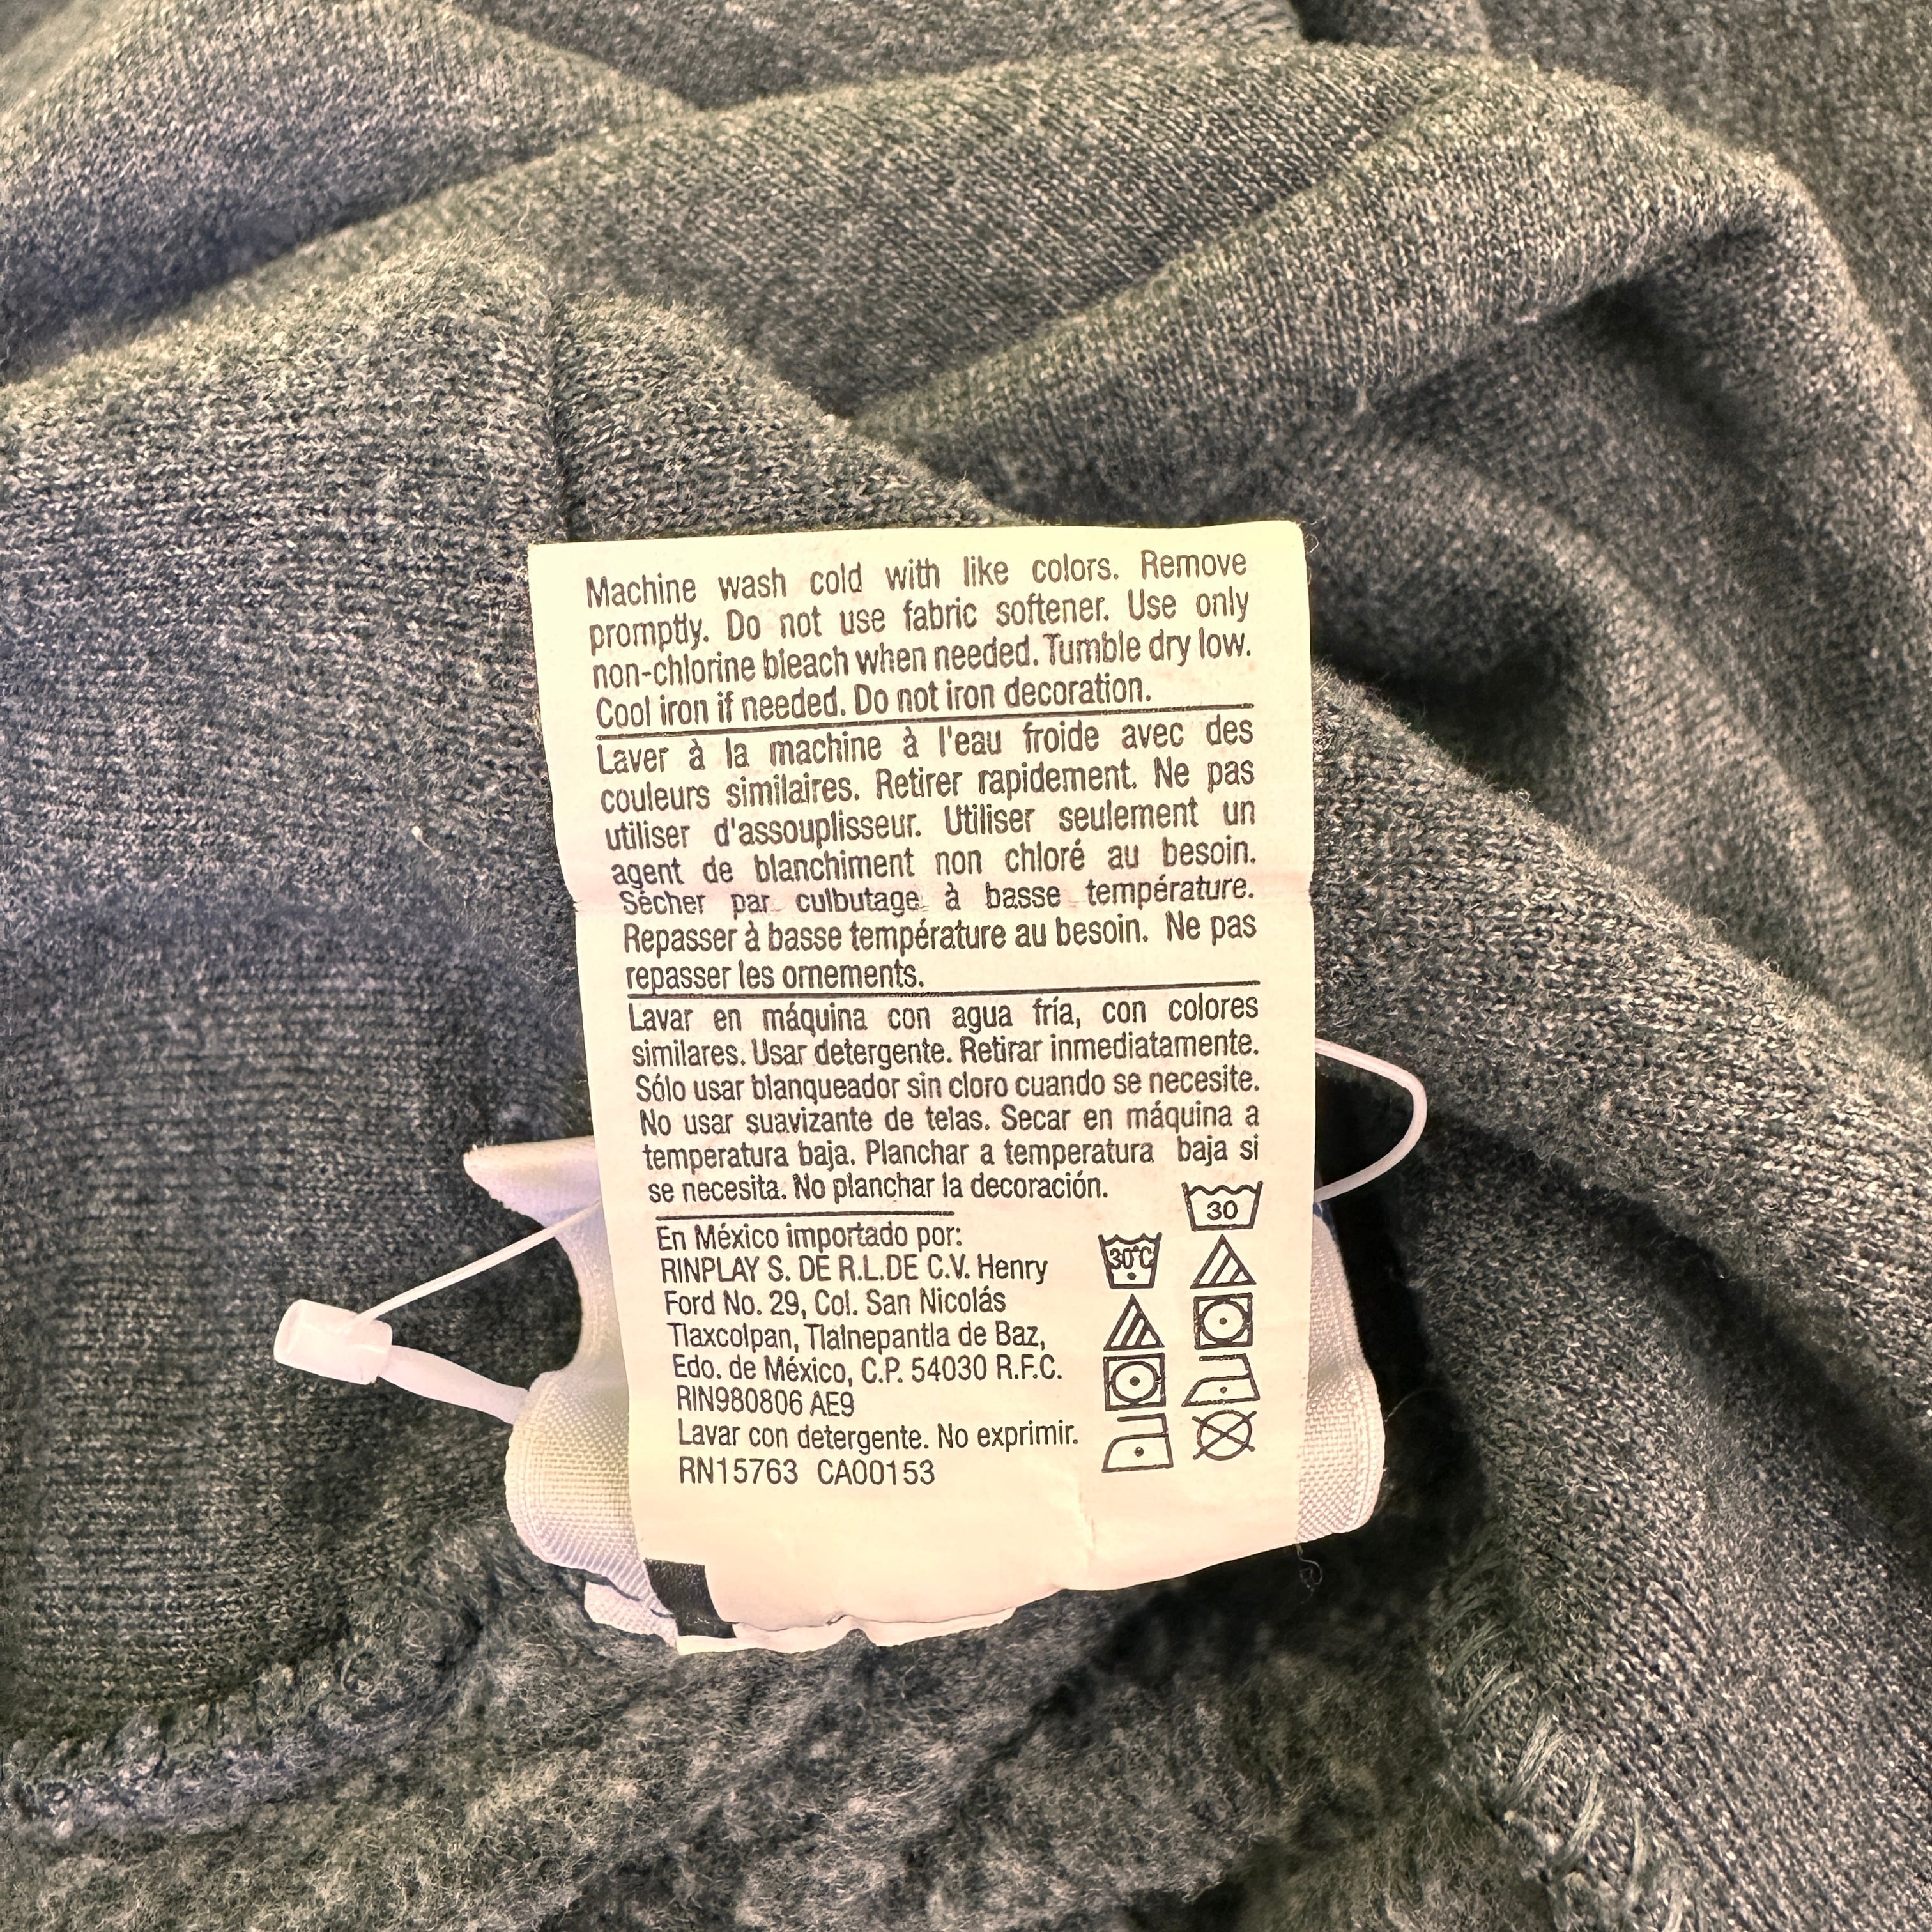 Machine wash cold with like colors. Remove
promptly. Do not use fabric softener. Use only
non-chlorine bleach when needed. Tumble dry low.
Cool iron if needed. Do not iron decoration.
Laver à la machine à l'eau froide avec des
couleurs similaires. Retirer rapidement. Ne pas
utiliser d'assouplisseur. Utiliser seulement un
agent de blanchiment non chloré au besoin.
Sécher par culbutage à basse température.
Repasser à basse température au besoin. Ne pas
repasser les ornements.
Lavar en máquina con agua fría, con colores
similares. Usar detergente. Retirar inmediatamente.
Sólo usar blanqueador sin cloro cuando se necesite.
No usar suavizante de telas. Secar en máquina a
temperatura baja. Planchar a temperatura baja si
se necesita. No planchar la decoración.
30
En México importado por:
30°C
RINPLAY S. DE R.L.DE C.V. Henry
Ford No. 29, Col. San Nicolás
Tlaxcolpan, Tlalnepantla de Baz,
Edo. de México, C.P. 54030 R.F.C.
RIN980806 AE9
Lavar con detergente. No exprimir.
RN15763 CA00153